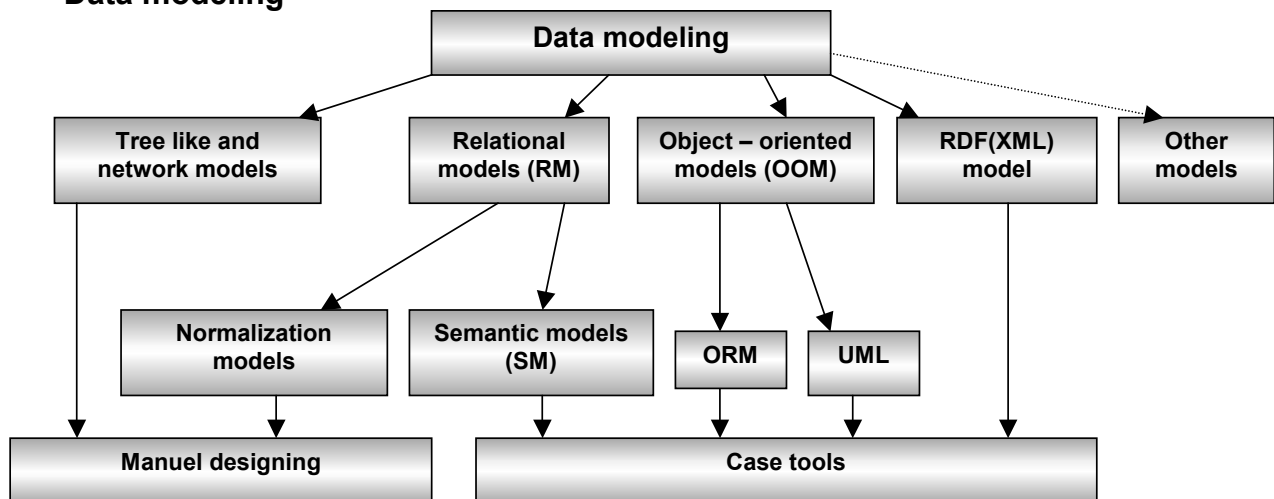 Data modeling
Data modeling
Tree like and
network models
Relational
models (RM)
Object – oriented
models (OOM)
RDF(XML)
model
Other
models
Normalization
models
Semantic models
(SM)
ORM
UML
Manuel designing
Case tools